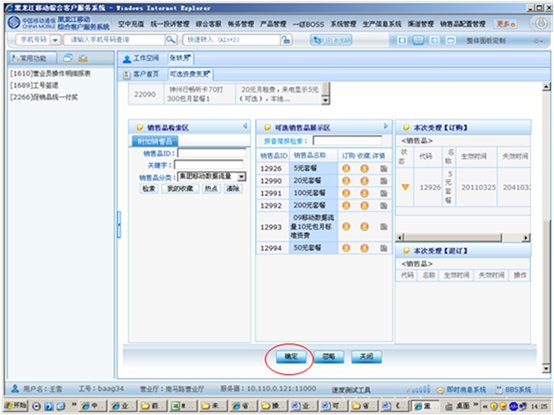 黑龙江移动综合客户服务系统 - Windows Internet Explorer
中国移动通信
CHINA MOBILE
黑龙江移动
综合客户服务系统
空中充值 统一投诉管理 综合客服 帐务管理 产品管理 一级BOSS 系统管理 生产信息系统 渠道管理 销售品配置管理 更多
手机号码 请输入手机号码查询 快速转入 (Alt+Z) 整体面板定制
常用功能
工作空间
[1610]营业员操作明细报表
[1689]工号签退
[2266]促销品统一付奖
客户首页 可选资费变更
22090 神州行畅听卡70打300包月套餐1 20元月租费，来电显示5元（可选），本地...
销售品检索区
附加销售品
销售品ID：
关键字：
销售品分类： 集团移动数据流量
检索 我的收藏 热点 清除
可选销售品展示区
拼音简拼检索：
销售品ID 销售品名称 订购 收藏 详情
12926 5元套餐
12990 20元套餐
12991 100元套餐
12992 200元套餐
12993 09移动数据流量10元包月标准资费
12994 50元套餐
本次受理【订购】
<销售品>
状态 代码 名称 生效时间 失效时间
12926 5元套餐 20110325 2041032
本次受理【退订】
<销售品>
代码 名称 生效时间 失效时间 操作
确定 忽略 关闭
用户名：王雪 工号：baag34 营业厅：南马路营业厅 服务器：10.110.0.121:11000 速度测试工具 即时消息系统 BBS系统
开始
桌面
14:25